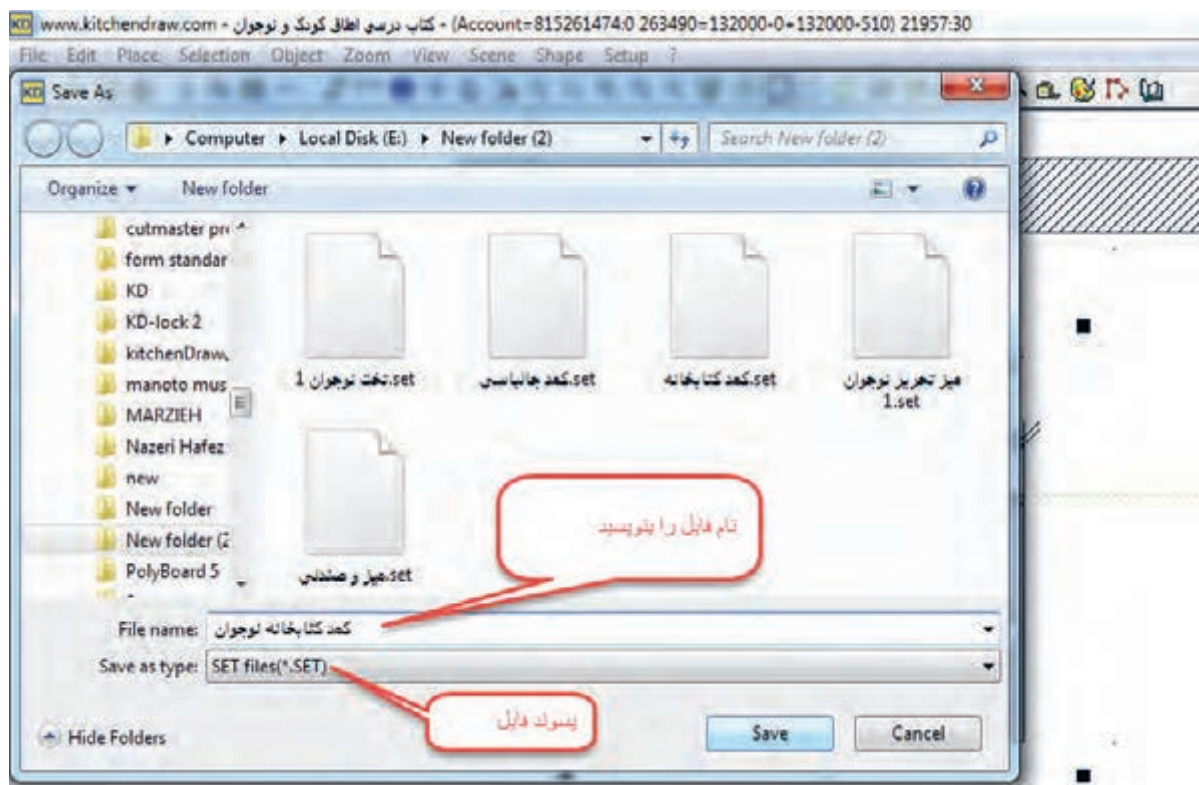 www.kitchendraw.com - کتاب درسی اطاق کودک و نوجوان - (Account=815261474:0 263490=132000-0+132000-510) 21957:30
File Edit Place Selection Object Zoom View Scene Shape Setup ?
Save As
Computer Local Disk (E:) New folder (2)
Search New folder (2)
Organize New folder
cutmaster pro
form standar
KD
KD-lock 2
kitchenDraw
manoto mus
MARZIEH
Nazeri Hafez
new
New folder
New folder (2
PolyBoard 5
تخت نوجوان 1.set
کمد جالباسی.set
کمد کتابخانه.set
میز تحریر نوجوان
1.set
میز و صندلی.set
نام فایل را بنویسید
File name: کمد کتابخانه نوجوان
Save as type: SET files(*.SET)
پسوند فایل
Hide Folders
Save
Cancel